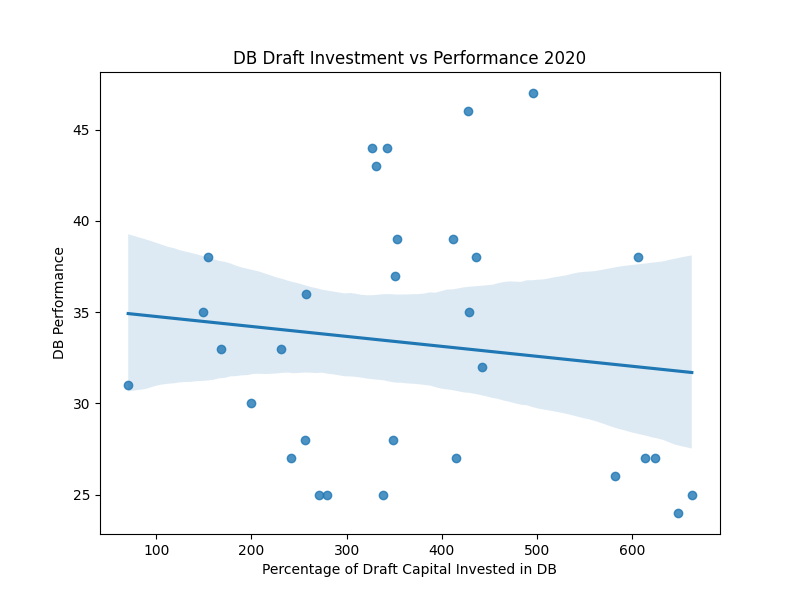 DB Draft Investment vs Performance 2020
45
40
35
30
25
DB Performance
100 200 300 400 500 600
Percentage of Draft Capital Invested in DB